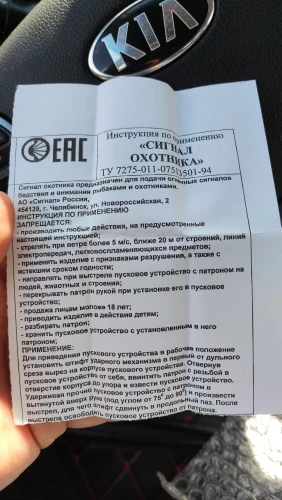 KIA
EAC
Инструкция по применению
«СИГНАЛ
ОХОТНИКА»
ТУ 7275-011-07513501-94
Сигнал охотника предназначен для подачи огневых сигналов
бедствия и внимания рыбаками и охотниками.
АО «Сигнал» Россия,
454139, г. Челябинск, ул. Новороссийская, 2
ИНСТРУКЦИЯ ПО ПРИМЕНЕНИЮ
ЗАПРЕЩАЕТСЯ:
- производить любые действия, не предусмотренные
настоящей инструкцией;
- стрелять при ветре более 5 м/с, ближе 20 м от строений, линий
электропередач, легковоспламеняющихся предметов;
- применять изделие с признаками разрушения, а также с
истекшим сроком годности;
- направлять при выстреле пусковое устройство с патроном на
людей, животных и строения;
- перекрывать патрон рукой при установке его в пусковое
устройство;
- продажа лицам моложе 18 лет;
- приводить изделие в действие детям;
- разбирать патрон;
- хранить пусковое устройство с установленным в него
патроном;
ПРИМЕНЕНИЕ:
Для приведения пускового устройства в рабочее положение
установить штифт ударного механизма в первый от дульного
среза вырез на корпусе пускового устройства. Отвернув
пусковое устройство от себя, ввинтить патрон с резьбой в
отверстие корпуса до упора и взвести пусковое устройство.
Удерживая прочно пусковое устройство с патроном в
вытянутой вверх руке (под углом от 75° до 90°) и произвести
выстрел, для чего штифт сдвинуть в продольный паз. После
выстрела освободить пусковое устройство от патрона.